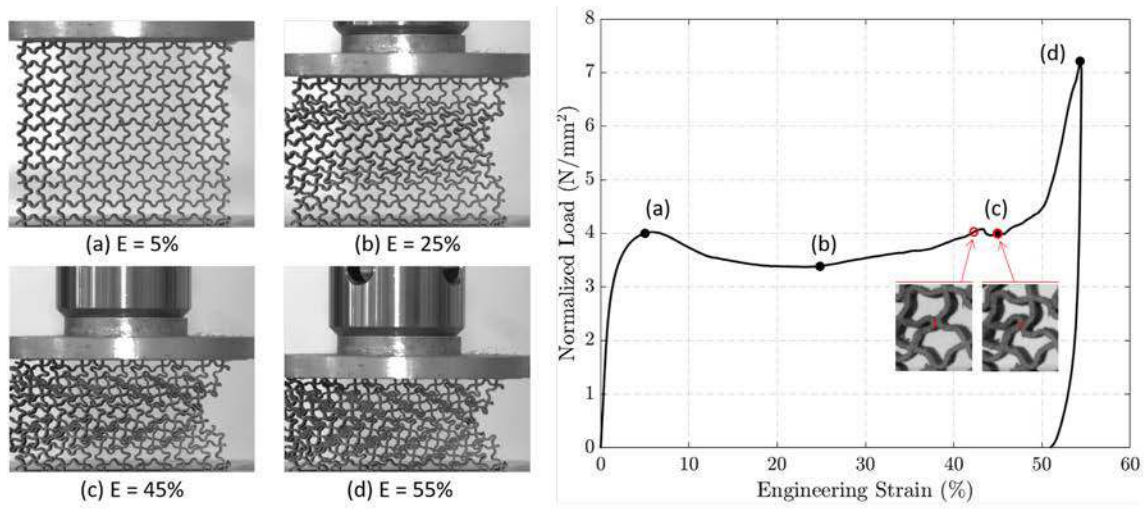 (a) E = 5%
(b) E = 25%
(c) E = 45%
(d) E = 55%
Normalized Load (N/mm²)
8
7
6
5
4
3
2
1
0
(a)
(b)
(c)
(d)
0 10 20 30 40 50 60
Engineering Strain (%)